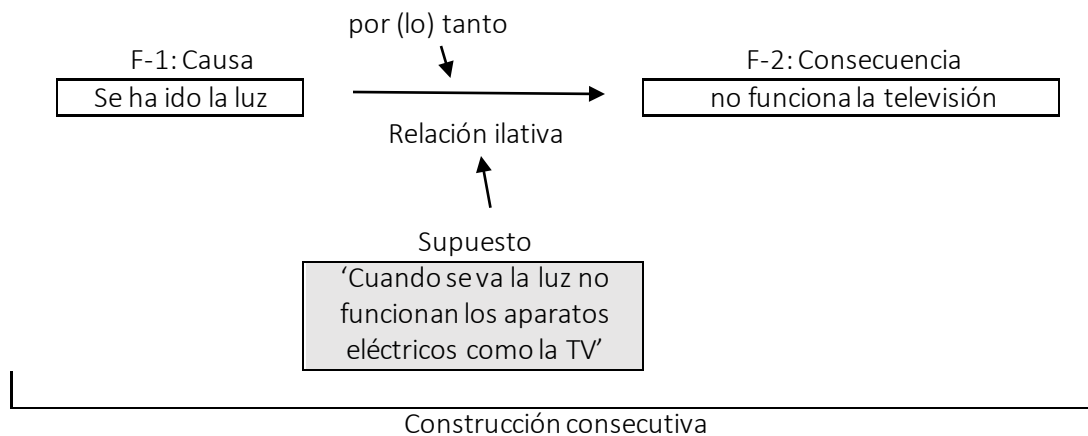 por (lo) tanto
F-1: Causa
F-2: Consecuencia
Se ha ido la luz
no funciona la televisión
Relación ilativa
Supuesto
‘Cuando se va la luz no
funcionan los aparatos
eléctricos como la TV’
Construcción consecutiva